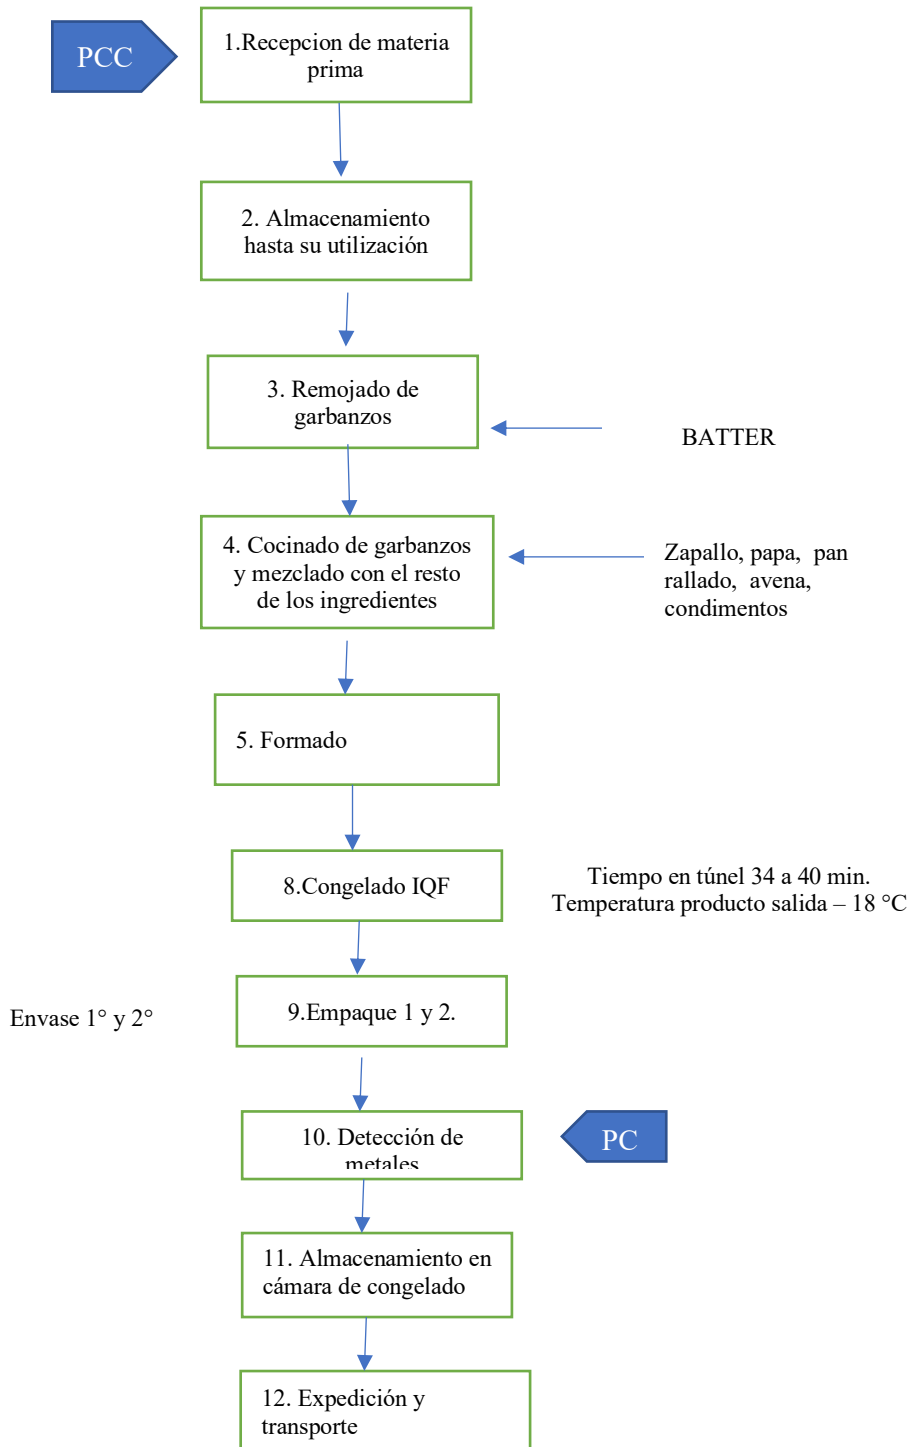 PCC
1.Recepcion de materia
prima
2. Almacenamiento
hasta su utilización
3. Remojado de
garbanzos
BATTER
4. Cocinado de garbanzos
y mezclado con el resto
de los ingredientes
Zapallo, papa, pan
rallado, avena,
condimentos
5. Formado
8.Congelado IQF
Tiempo en túnel 34 a 40 min.
Temperatura producto salida – 18 °C
Envase 1° y 2°
9.Empaque 1 y 2.
10. Detección de
metales
PC
11. Almacenamiento en
cámara de congelado
12. Expedición y
transporte